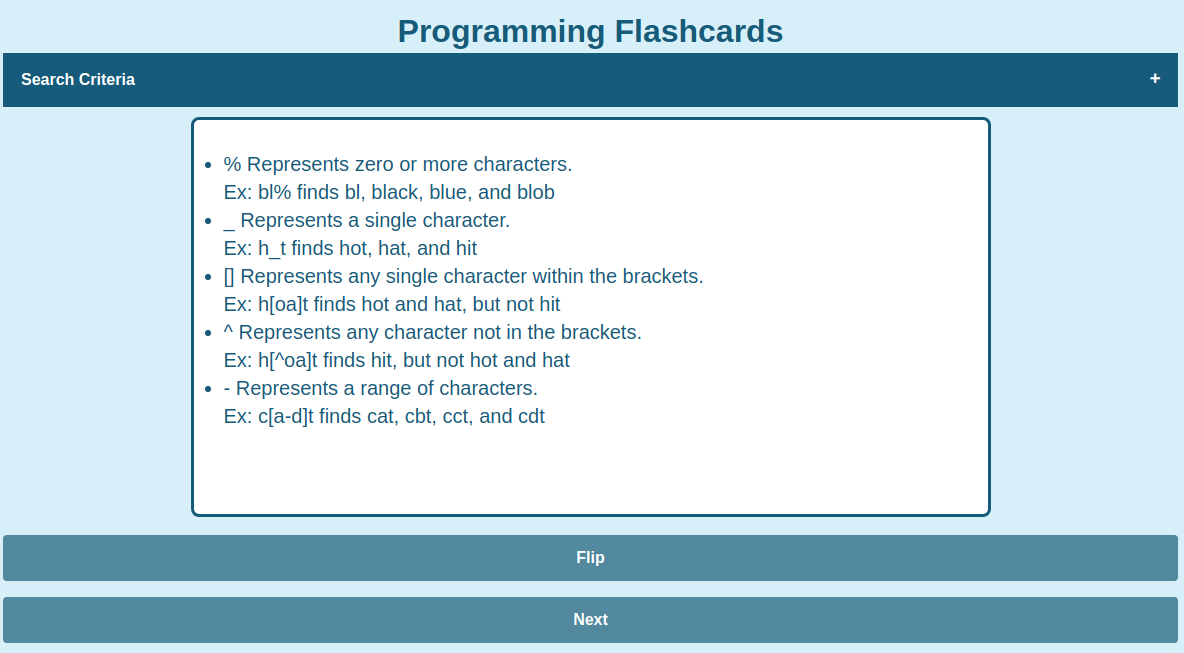 Programming Flashcards
Search Criteria +
• % Represents zero or more characters.
Ex: bl% finds bl, black, blue, and blob
• _ Represents a single character.
Ex: h_t finds hot, hat, and hit
• [] Represents any single character within the brackets.
Ex: h[oa]t finds hot and hat, but not hit
• ^ Represents any character not in the brackets.
Ex: h[^oa]t finds hit, but not hot and hat
• - Represents a range of characters.
Ex: c[a-d]t finds cat, cbt, cct, and cdt
Flip
Next